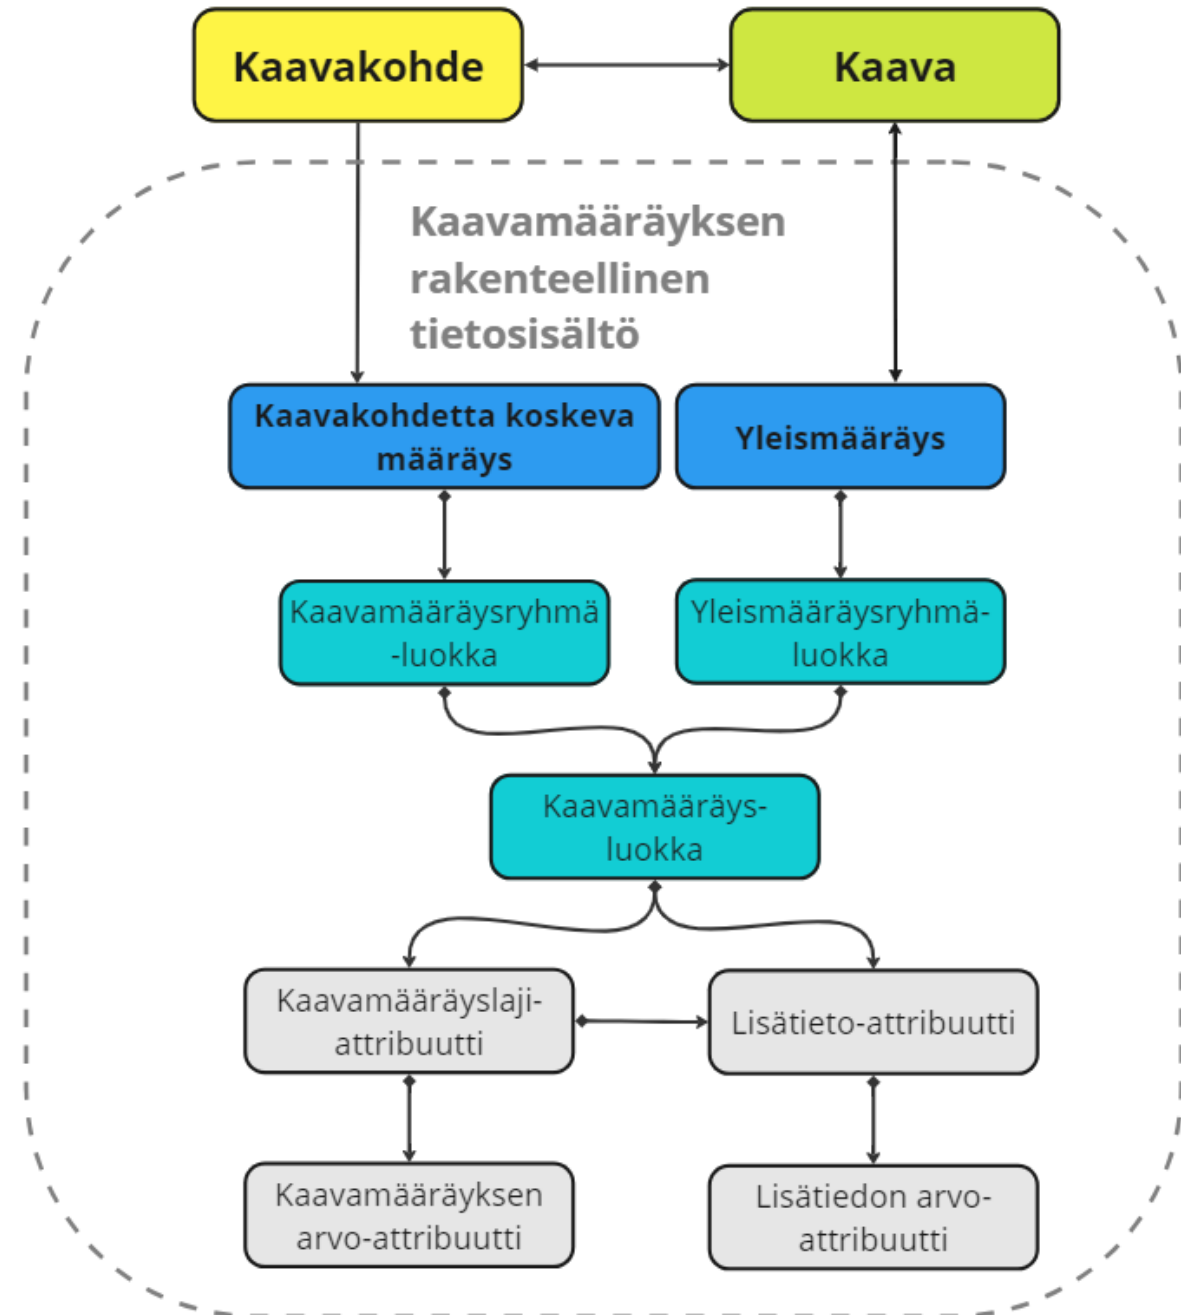 Kaavakohde
Kaava
Kaavamääräyksen
rakenteellinen
tietosisältö
Kaavakohdetta koskeva
määräys
Yleismääräys
Kaavamääräysryhmä
-luokka
Yleismääräysryhmä-
luokka
Kaavamääräys-
luokka
Kaavamääräyslaji-
attribuutti
Lisätieto-attribuutti
Kaavamääräyksen
arvo-attribuutti
Lisätiedon arvo-
attribuutti